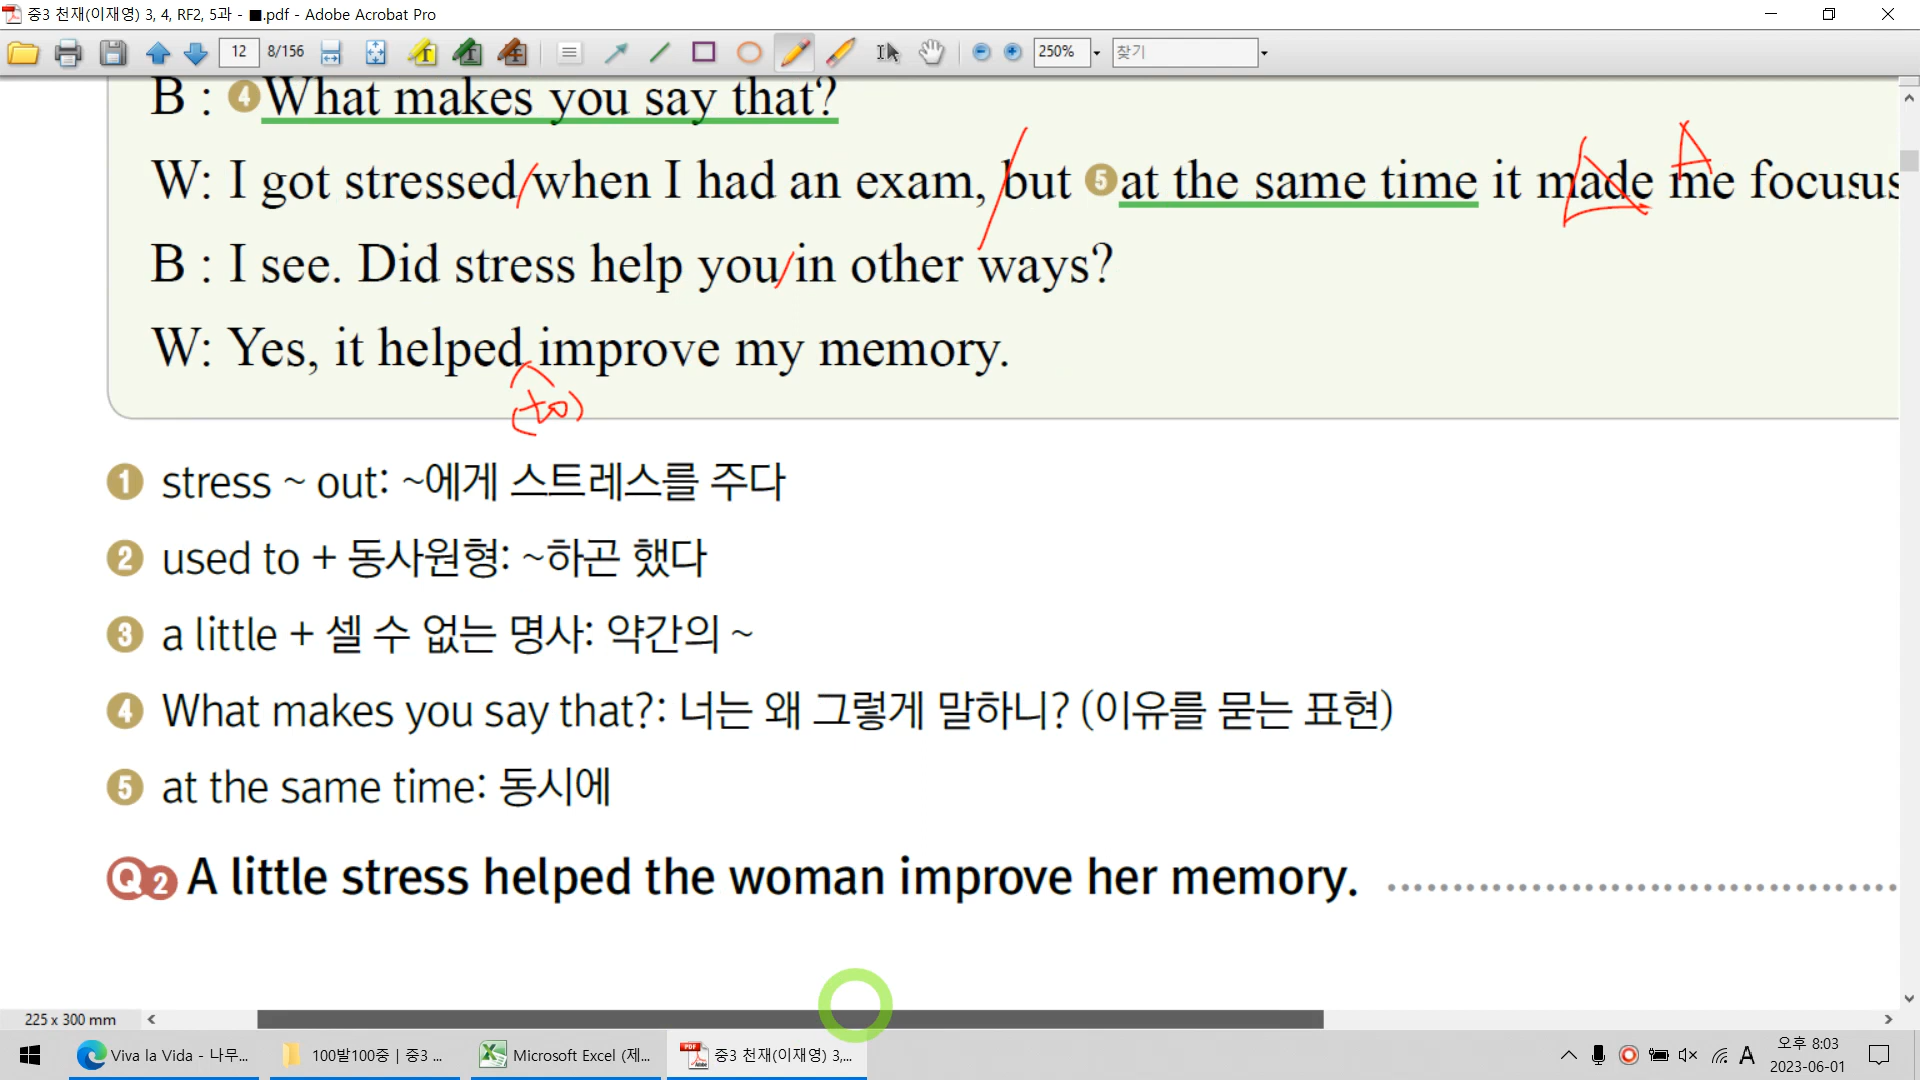 중3 천재(이재영) 3, 4, RF2, 5과 - ■.pdf - Adobe Acrobat Pro
12 8/156 250% 찾기
B : ④What makes you say that?
W: I got stressed when I had an exam, but ⑤at the same time it made me focusus
A
B : I see. Did stress help you in other ways?
W: Yes, it helped improve my memory.
(to)
① stress ~ out: ~에게 스트레스를 주다
② used to + 동사원형: ~하곤 했다
③ a little + 셀 수 없는 명사: 약간의 ~
④ What makes you say that?: 너는 왜 그렇게 말하니? (이유를 묻는 표현)
⑤ at the same time: 동시에
Q2 A little stress helped the woman improve her memory. ........................................
225 x 300 mm
Viva la Vida - 나무... 100발100중 | 중3 ... Microsoft Excel (제... 중3 천재(이재영) 3,... A 오후 8:03
2023-06-01